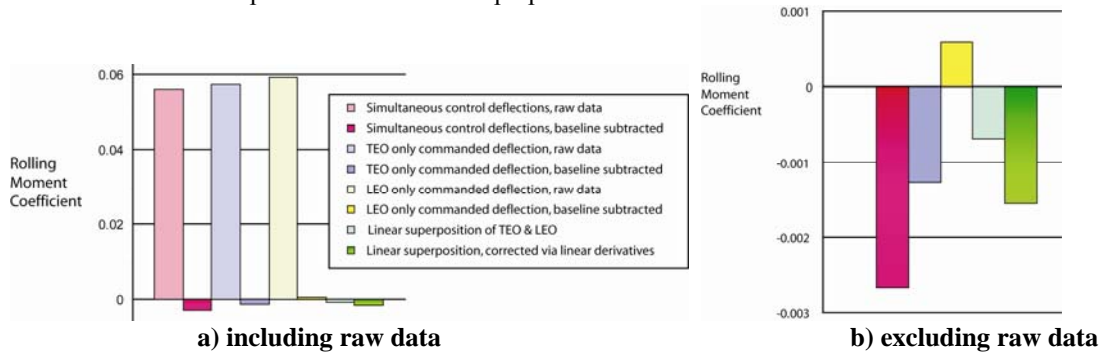 0.06
0.04
0.02
0
Rolling
Moment
Coefficient
Simultaneous control deflections, raw data
Simultaneous control deflections, baseline subtracted
TEO only commanded deflection, raw data
TEO only commanded deflection, baseline subtracted
LEO only commanded deflection, raw data
LEO only commanded deflection, baseline subtracted
Linear superposition of TEO & LEO
Linear superposition, corrected via linear derivatives
a) including raw data
0.001
0
-0.001
-0.002
-0.003
Rolling
Moment
Coefficient
b) excluding raw data